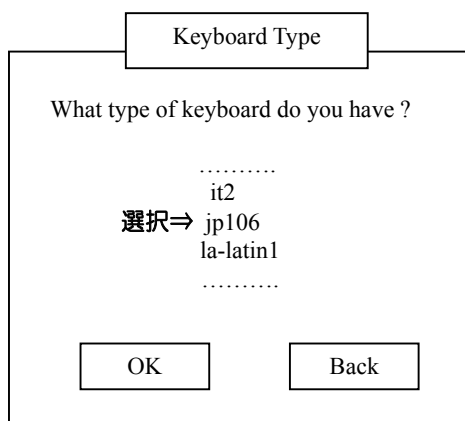 Keyboard Type
What type of keyboard do you have ?
……….
it2
選択⇒ jp106
la-latin1
……….
OK Back